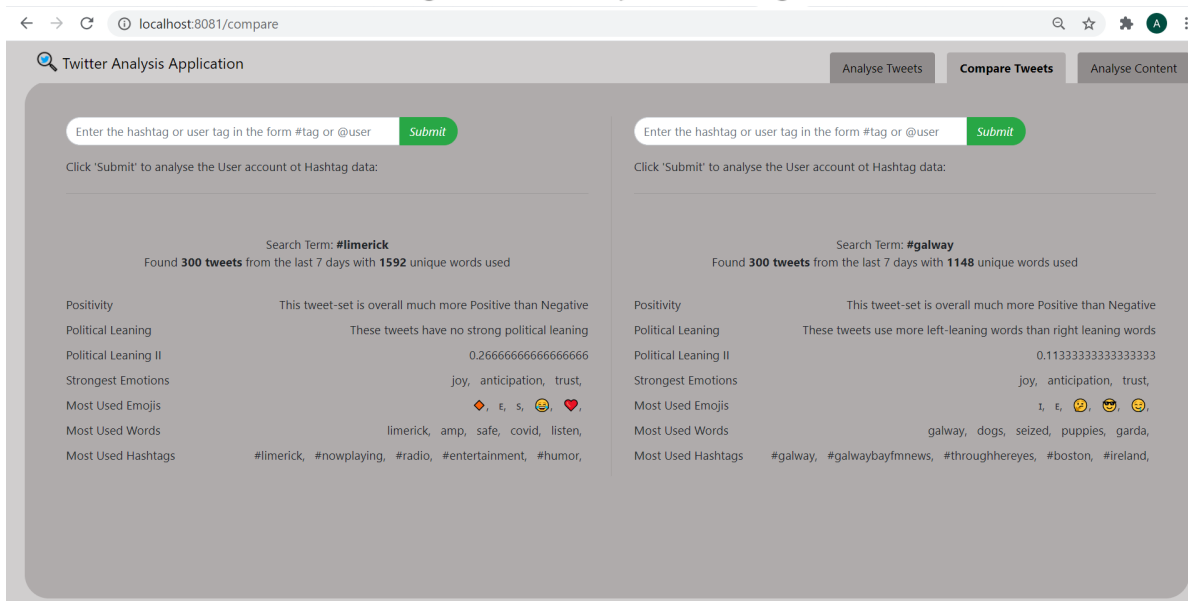 localhost:8081/compare
A
Twitter Analysis Application
Analyse Tweets
Compare Tweets
Analyse Content
Enter the hashtag or user tag in the form #tag or @user
Submit
Click 'Submit' to analyse the User account ot Hashtag data:
Search Term: #limerick
Found 300 tweets from the last 7 days with 1592 unique words used
Positivity This tweet-set is overall much more Positive than Negative
Political Leaning These tweets have no strong political leaning
Political Leaning II 0.26666666666666666
Strongest Emotions joy, anticipation, trust,
Most Used Emojis 🔶, ᴇ, s, 😂, ❤️,
Most Used Words limerick, amp, safe, covid, listen,
Most Used Hashtags #limerick, #nowplaying, #radio, #entertainment, #humor,
Enter the hashtag or user tag in the form #tag or @user
Submit
Click 'Submit' to analyse the User account ot Hashtag data:
Search Term: #galway
Found 300 tweets from the last 7 days with 1148 unique words used
Positivity This tweet-set is overall much more Positive than Negative
Political Leaning These tweets use more left-leaning words than right leaning words
Political Leaning II 0.11333333333333333
Strongest Emotions joy, anticipation, trust,
Most Used Emojis ɪ, ᴇ, 🫤, 😎, 😊,
Most Used Words galway, dogs, seized, puppies, garda,
Most Used Hashtags #galway, #galwaybayfmnews, #throughhereyes, #boston, #ireland,